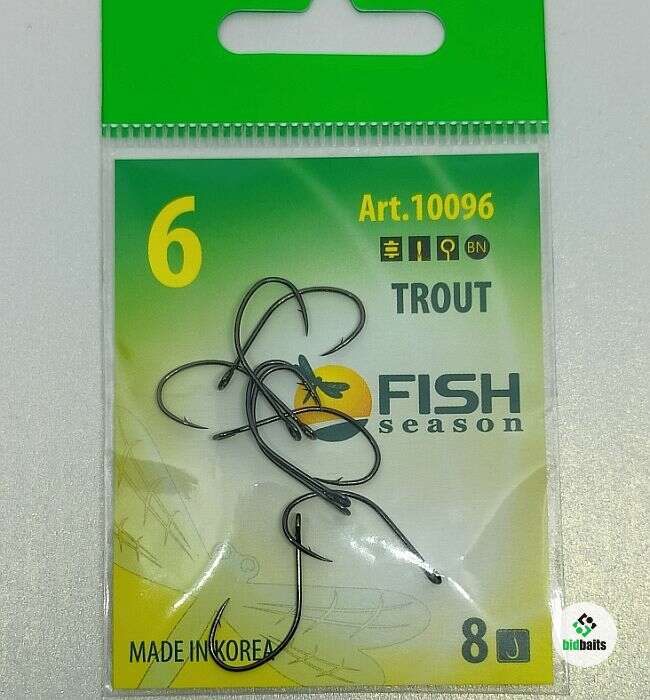 6
Art.10096
BN
TROUT
FISH
season
MADE IN KOREA
8
bidbaits